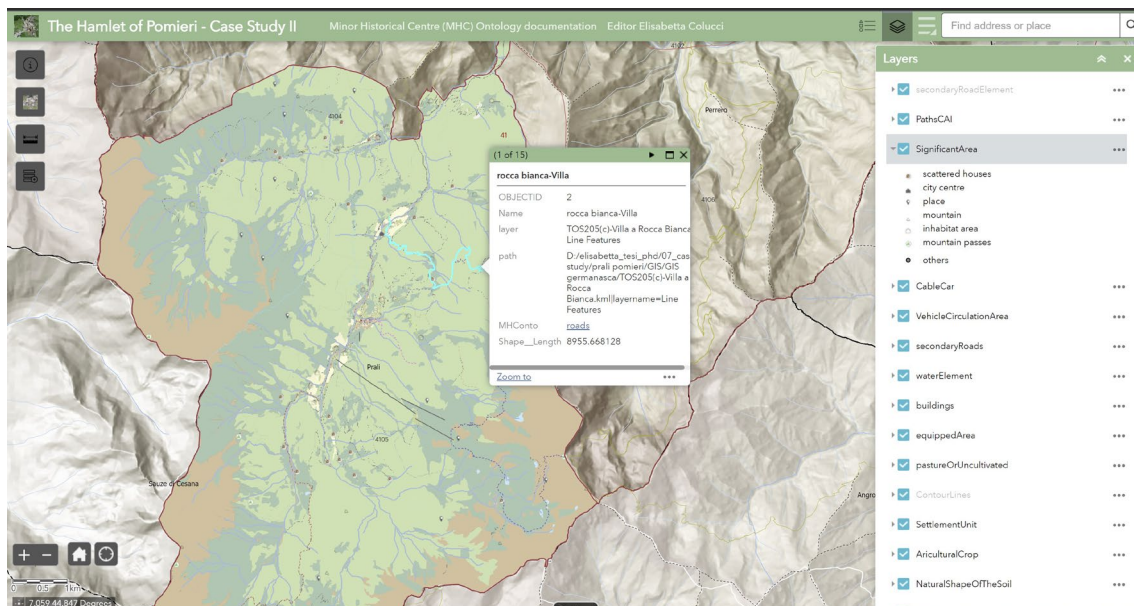 The Hamlet of Pomieri - Case Study II
Minor Historical Centre (MHC) Ontology documentation Editor Elisabetta Colucci
Find address or place
Layers
secondaryRoadElement
PathsCAI
SignificantArea
scattered houses
city centre
place
mountain
inhabitat area
mountain passes
others
CableCar
VehicleCirculationArea
secondaryRoads
waterElement
buildings
equippedArea
pastureOrUncultivated
ContourLines
SettlementUnit
AriculturalCrop
NaturalShapeOfTheSoil
(1 of 15)
rocca bianca-Villa
OBJECTID 2
Name rocca bianca-Villa
layer TOS205(c)-Villa a Rocca Bianca
Line Features
path D:/elisabetta_tesi_phd/07_cas
study/prali pomieri/GIS/GIS
germanasca/TOS205(c)-Villa a
Rocca
Bianca.kml|layername=Line
Features
MHConto roads
Shape__Length 8955.668128
Zoom to
4102
Perrero
4104
41
4106
Prali
4105
Sauze di Cesana
Angro
0 0.5 1km
7.059 44.847 Degrees